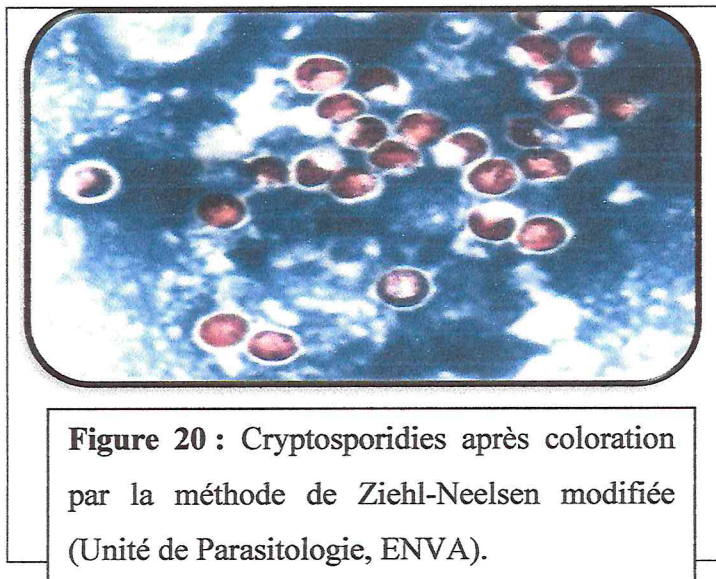 Figure 20 : Cryptosporidies après coloration
par la méthode de Ziehl-Neelsen modifiée
(Unité de Parasitologie, ENVA).